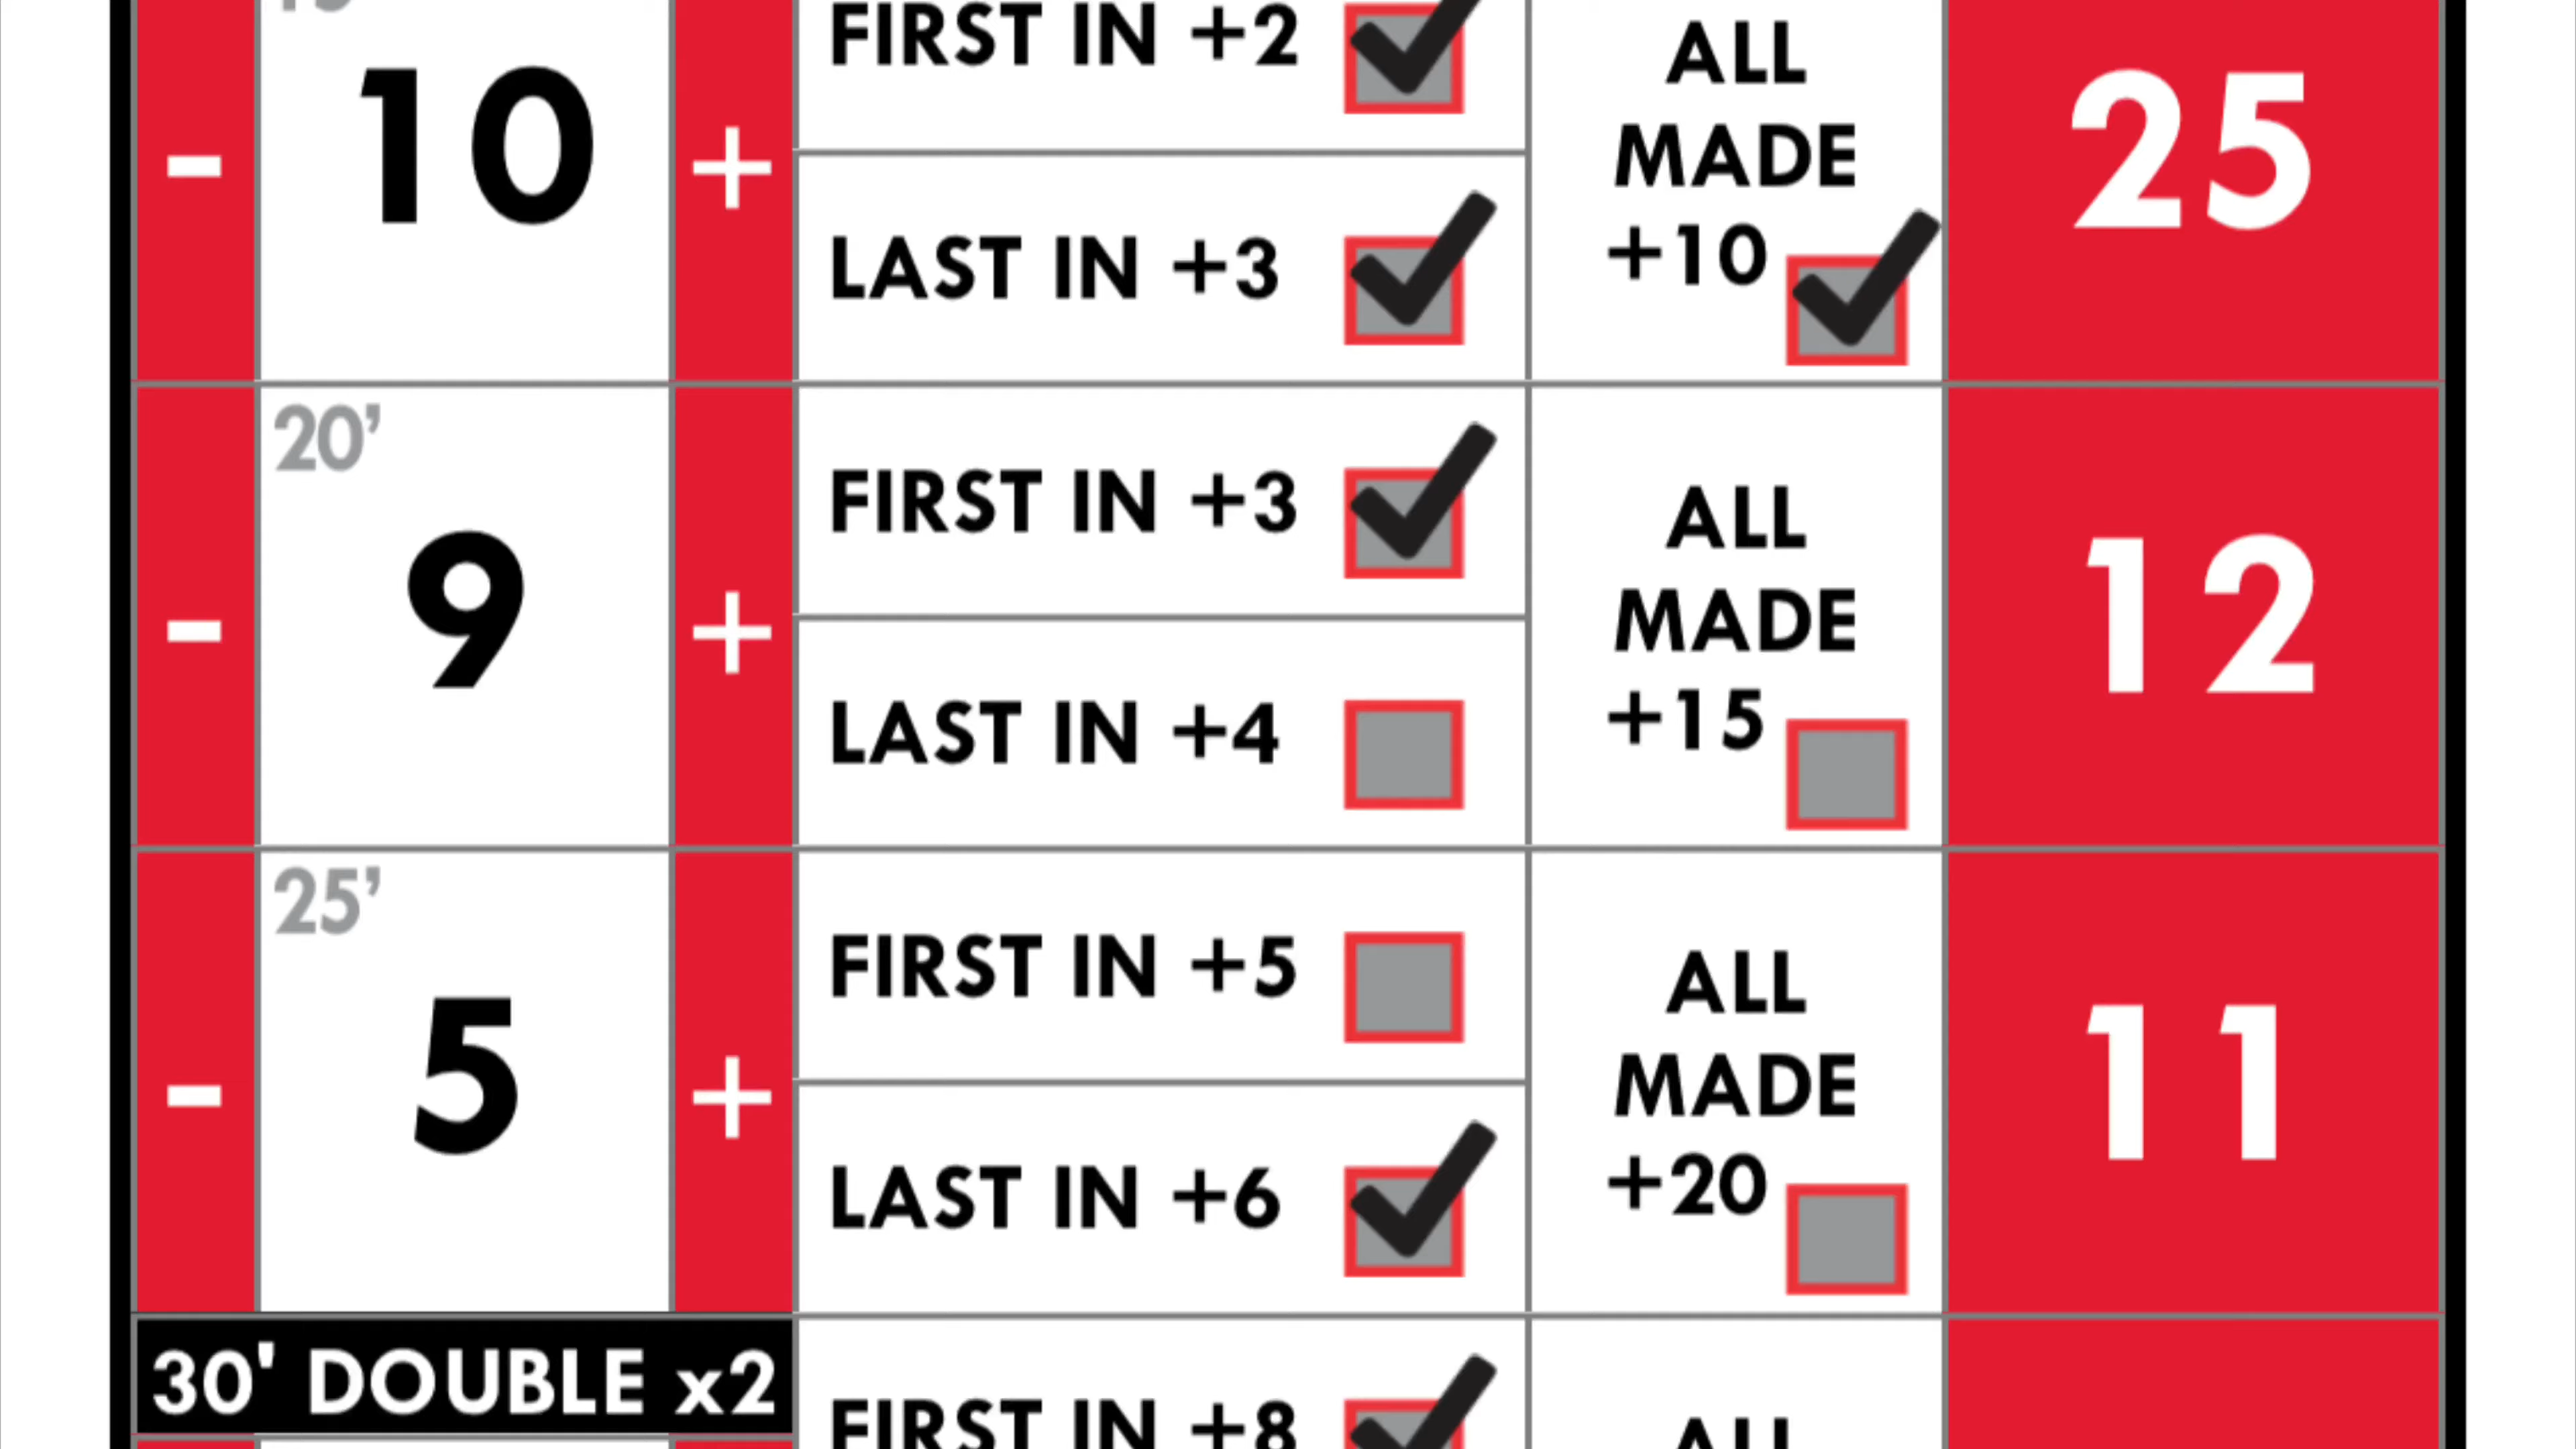 FIRST IN +2
ALL
MADE
+10
- 10 +
25
LAST IN +3
20’
- 9 +
FIRST IN +3
LAST IN +4
ALL
MADE
+15
12
25’
- 5 +
FIRST IN +5
LAST IN +6
ALL
MADE
+20
11
30' DOUBLE x2
FIRST IN +8
ALL